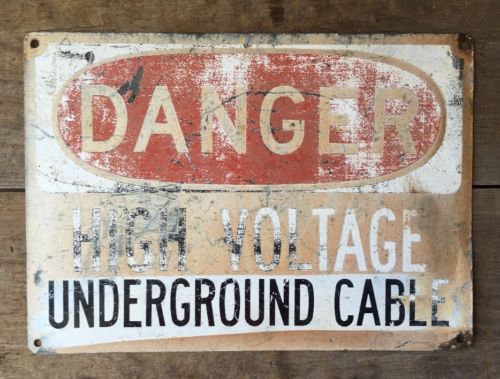 DANGER
HIGH VOLTAGE
UNDERGROUND CABLE